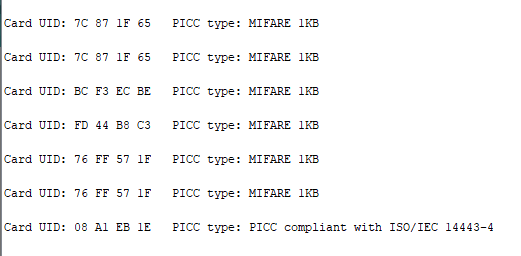 Card UID: 7C 87 1F 65   PICC type: MIFARE 1KB
Card UID: 7C 87 1F 65   PICC type: MIFARE 1KB
Card UID: BC F3 EC BE   PICC type: MIFARE 1KB
Card UID: FD 44 B8 C3   PICC type: MIFARE 1KB
Card UID: 76 FF 57 1F   PICC type: MIFARE 1KB
Card UID: 76 FF 57 1F   PICC type: MIFARE 1KB
Card UID: 08 A1 EB 1E   PICC type: PICC compliant with ISO/IEC 14443-4